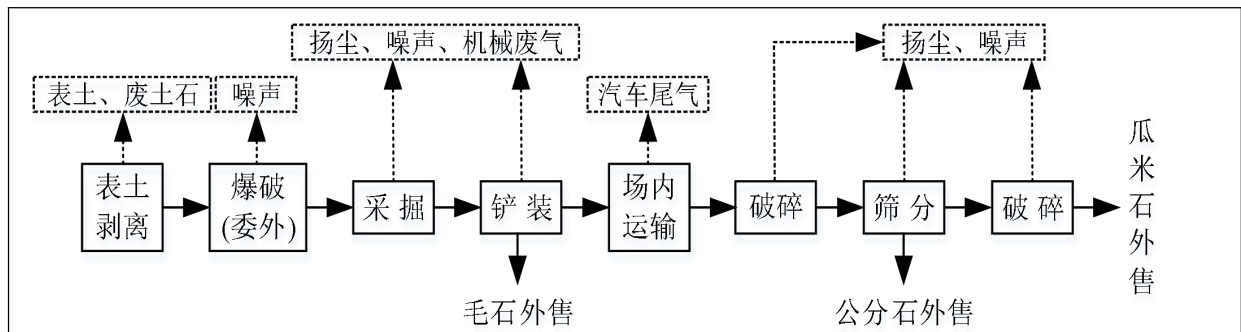 扬尘、噪声、机械废气
扬尘、噪声
表土、废土石
噪声
汽车尾气
表土
剥离
爆破
(委外)
采掘
铲装
场内
运输
破碎
筛分
破碎
瓜米石外售
毛石外售
公分石外售